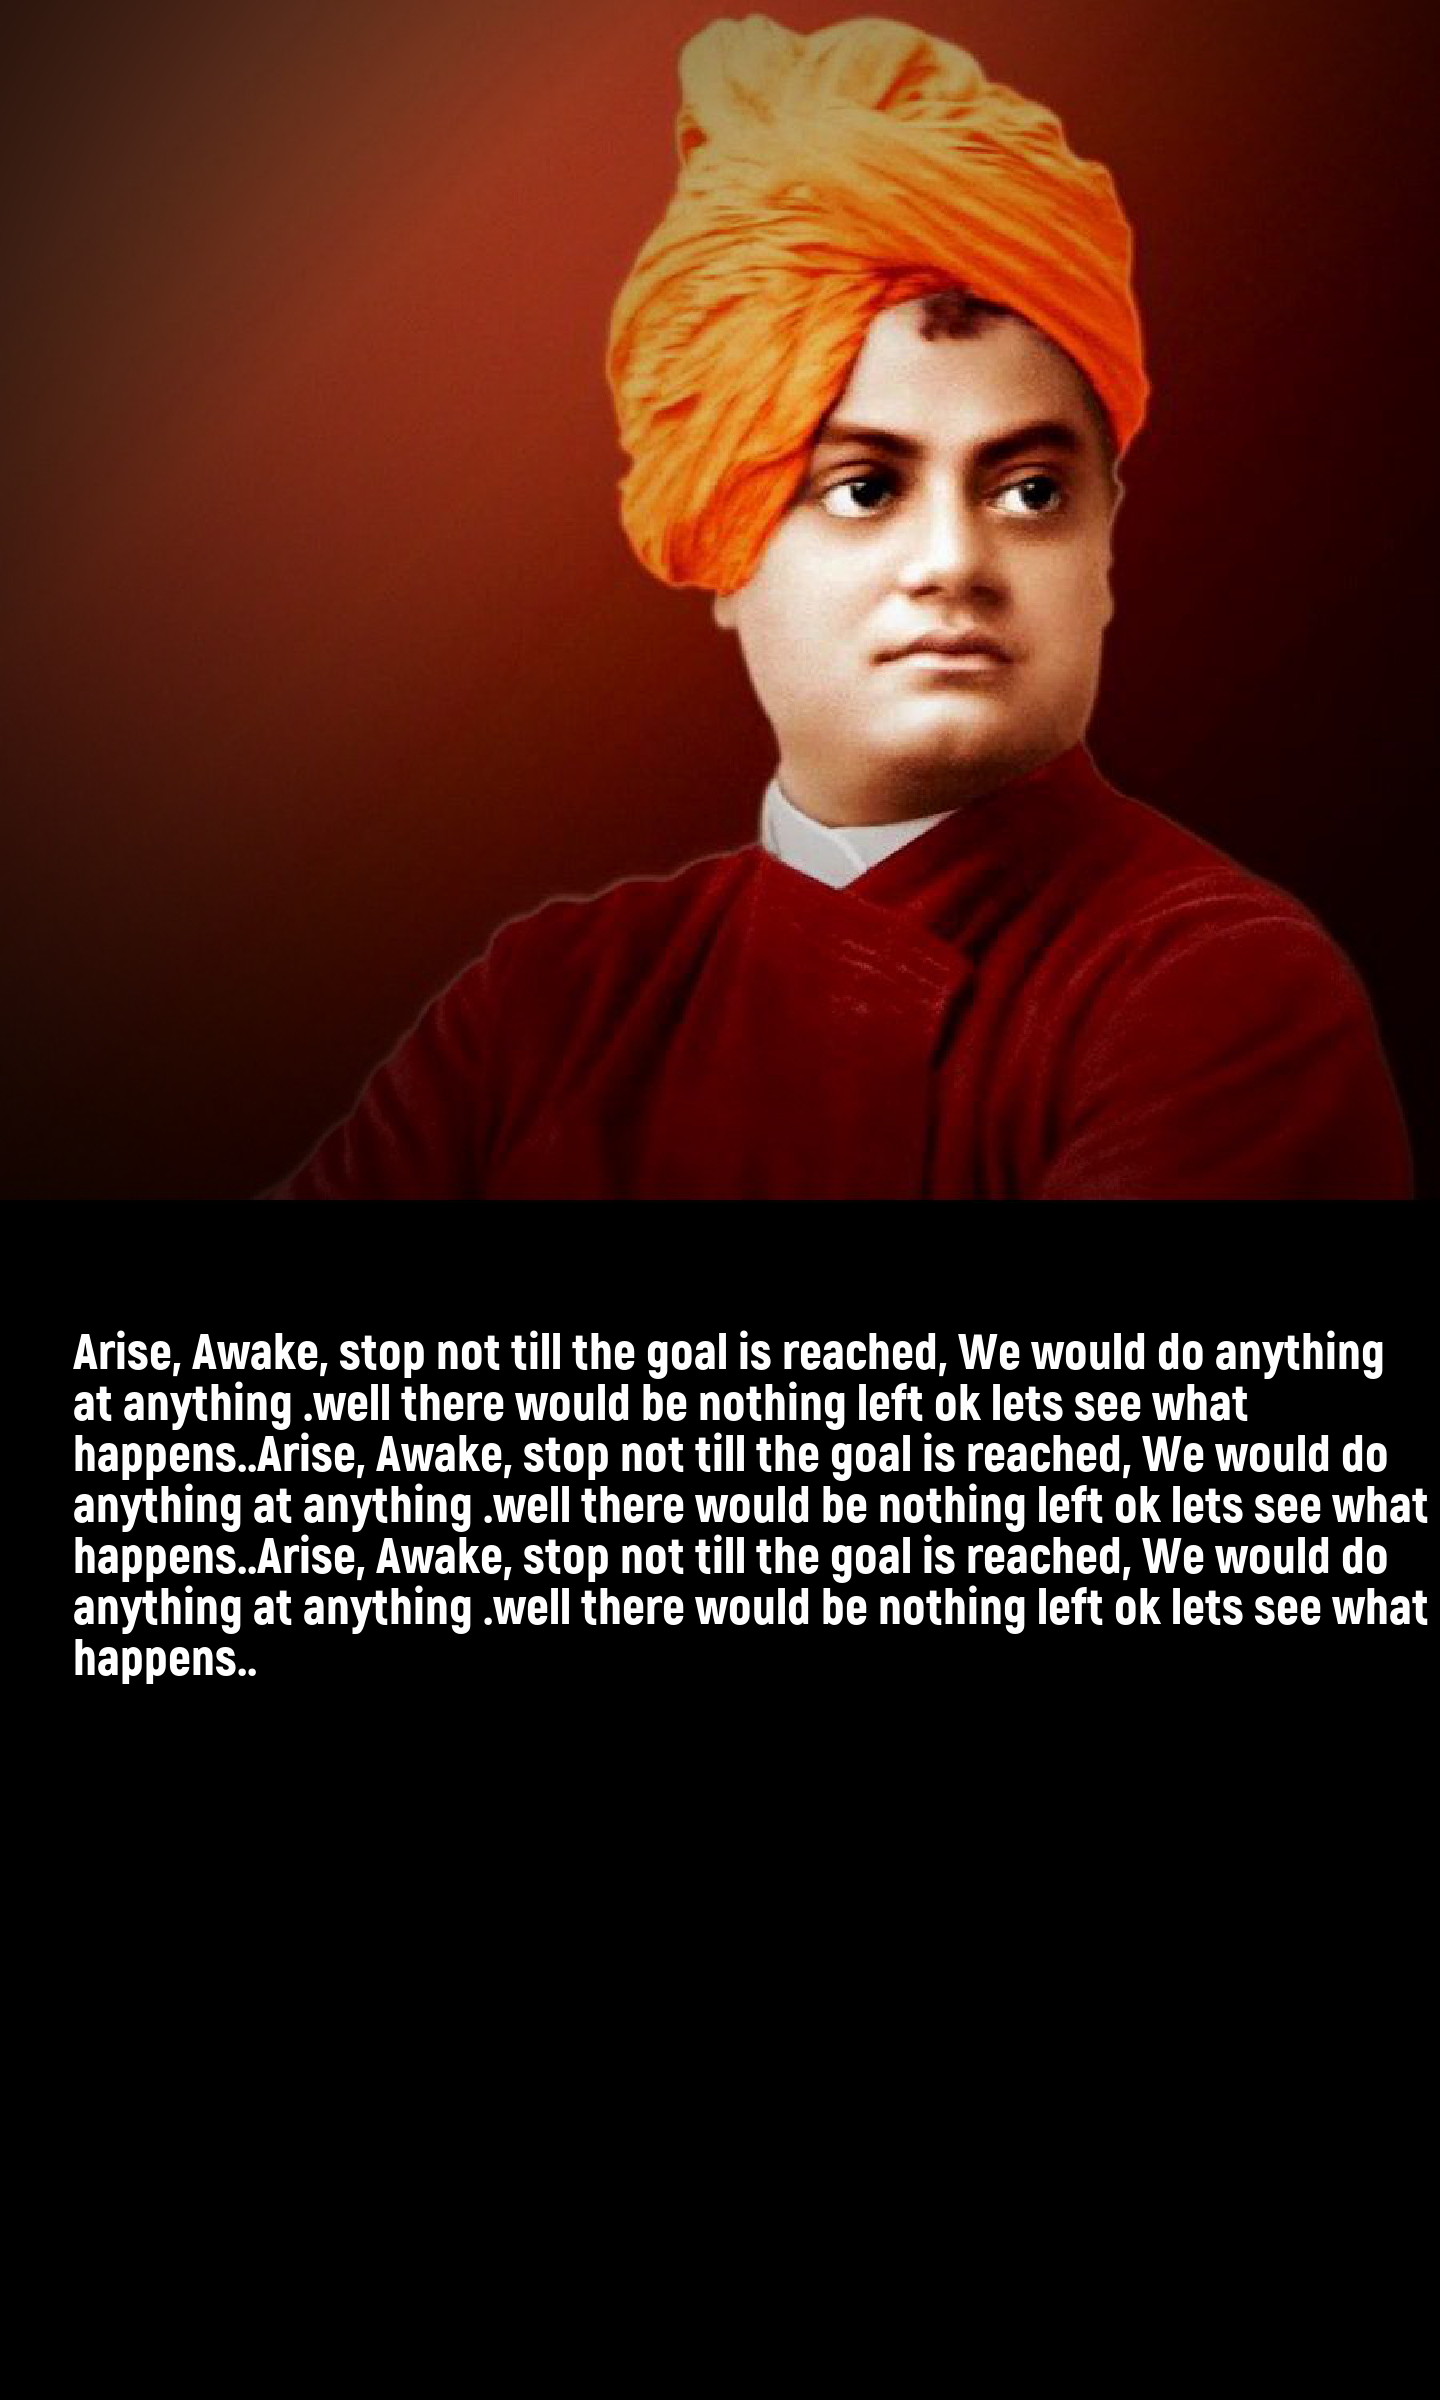 Arise, Awake, stop not till the goal is reached, We would do anything
at anything .well there would be nothing left ok lets see what
happens..Arise, Awake, stop not till the goal is reached, We would do
anything at anything .well there would be nothing left ok lets see what
happens..Arise, Awake, stop not till the goal is reached, We would do
anything at anything .well there would be nothing left ok lets see what
happens..